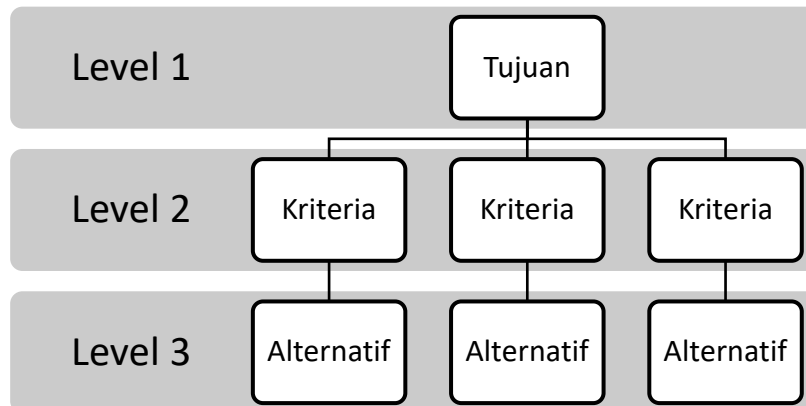 Level 1
Tujuan
Level 2
Kriteria
Kriteria
Kriteria
Level 3
Alternatif
Alternatif
Alternatif